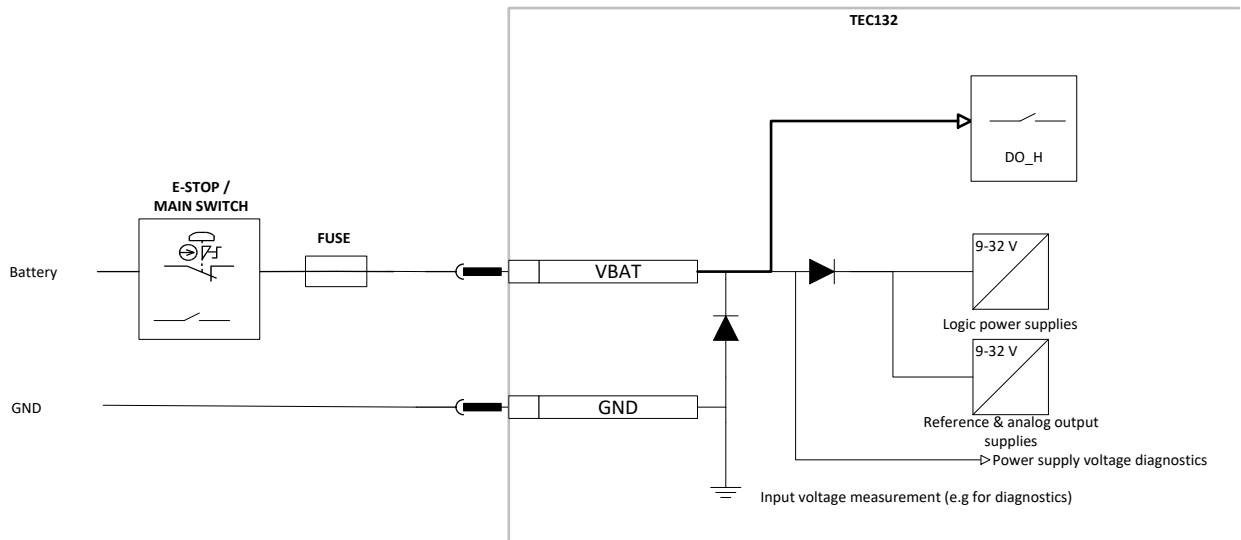 TEC132
DO_H
E-STOP /
MAIN SWITCH
FUSE
9-32 V
Battery
VBAT
Logic power supplies
9-32 V
GND
GND
Reference & analog output
supplies
Power supply voltage diagnostics
Input voltage measurement (e.g for diagnostics)